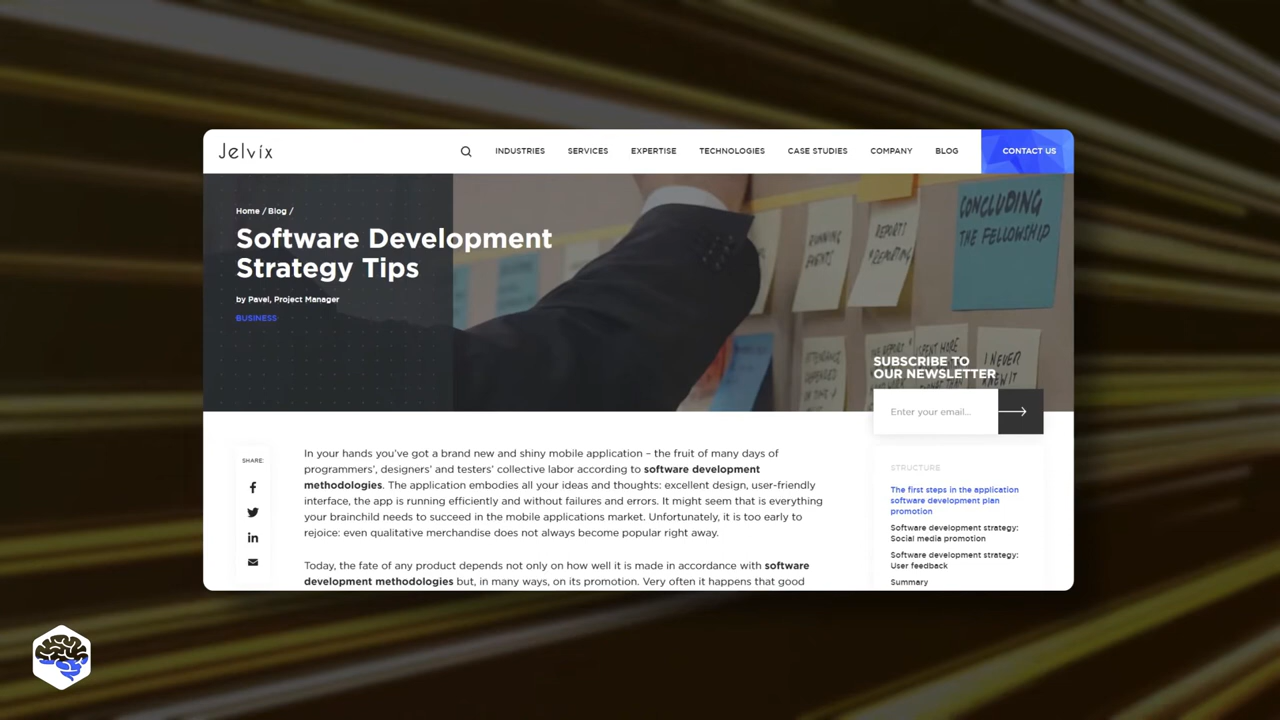 Jelvix
INDUSTRIES
SERVICES
EXPERTISE
TECHNOLOGIES
CASE STUDIES
COMPANY
BLOG
CONTACT US
Home / Blog /
Software Development
Strategy Tips
by Pavel, Project Manager
BUSINESS
RUNNING
EVENTS
REPORTS
REPORTING
CONCLUDING
THE FELLOWSHIP
ATTENDANCE
I NEVER
KNEW IT
SUBSCRIBE TO
OUR NEWSLETTER
Enter your email...
SHARE:
In your hands you've got a brand new and shiny mobile application – the fruit of many days of
programmers', designers' and testers' collective labor according to software development
methodologies. The application embodies all your ideas and thoughts: excellent design, user-friendly
interface, the app is running efficiently and without failures and errors. It might seem that is everything
your brainchild needs to succeed in the mobile applications market. Unfortunately, it is too early to
rejoice: even qualitative merchandise does not always become popular right away.
Today, the fate of any product depends not only on how well it is made in accordance with software
development methodologies but, in many ways, on its promotion. Very often it happens that good
STRUCTURE
The first steps in the application
software development plan
promotion
Software development strategy:
Social media promotion
Software development strategy:
User feedback
Summary